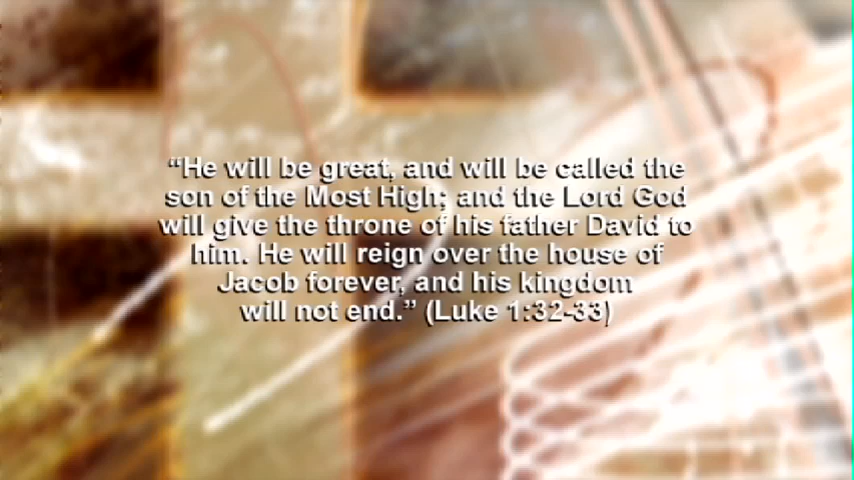 “He will be great, and will be called the
son of the Most High; and the Lord God
will give the throne of his father David to
him. He will reign over the house of
Jacob forever, and his kingdom
will not end.” (Luke 1:32-33)